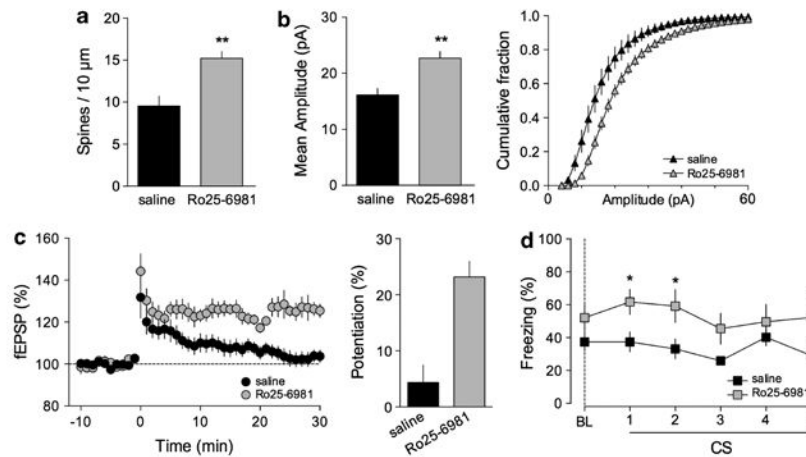 a
Spines / 10 μm
20
15
10
5
0
**
saline
Ro25-6981
b
Mean Amplitude (pA)
30
20
10
0
**
saline
Ro25-6981
Cumulative fraction
1.0
0.8
0.6
0.4
0.2
0.0
saline
Ro25-6981
0
Amplitude (pA)
60
c
fEPSP (%)
160
140
120
100
80
saline
Ro25-6981
-10
0
10
20
30
Time (min)
Potentiation (%)
30
20
10
0
saline
Ro25-6981
d
Freezing (%)
100
80
60
40
20
0
*
*
saline
Ro25-6981
BL
1
2
3
4
CS